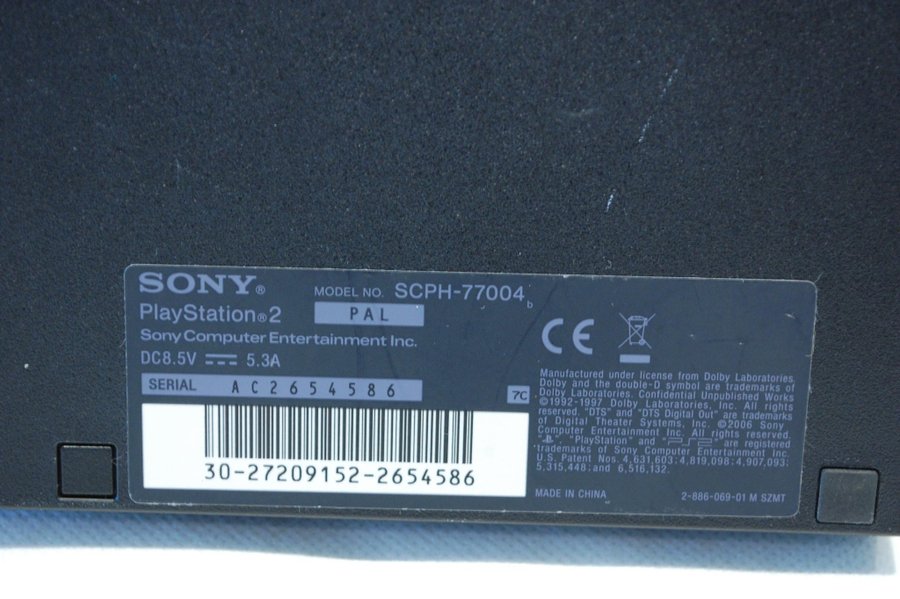 SONY®
MODEL NO. SCPH-77004 b
PlayStation®2
PAL
Sony Computer Entertainment Inc.
DC8.5V 5.3A
SERIAL AC2654586
7C
30-27209152-2654586
CE
Manufactured under license from Dolby Laboratories.
Dolby and the double-D symbol are trademarks of
Dolby Laboratories. Confidential Unpublished Works
©1992-1997 Dolby Laboratories, Inc. All rights
reserved. "DTS" and "DTS Digital Out" are trademarks
of Digital Theater Systems, Inc. ©2006 Sony
Computer Entertainment Inc. All rights reserved.
" ", "PlayStation" and "PS2" are registered
trademarks of Sony Computer Entertainment Inc.
U.S. Patent Nos. 4,631,603: 4,819,098: 4,907,093:
5,315,448: and 6,516,132.
MADE IN CHINA
2-886-069-01 M SZMT